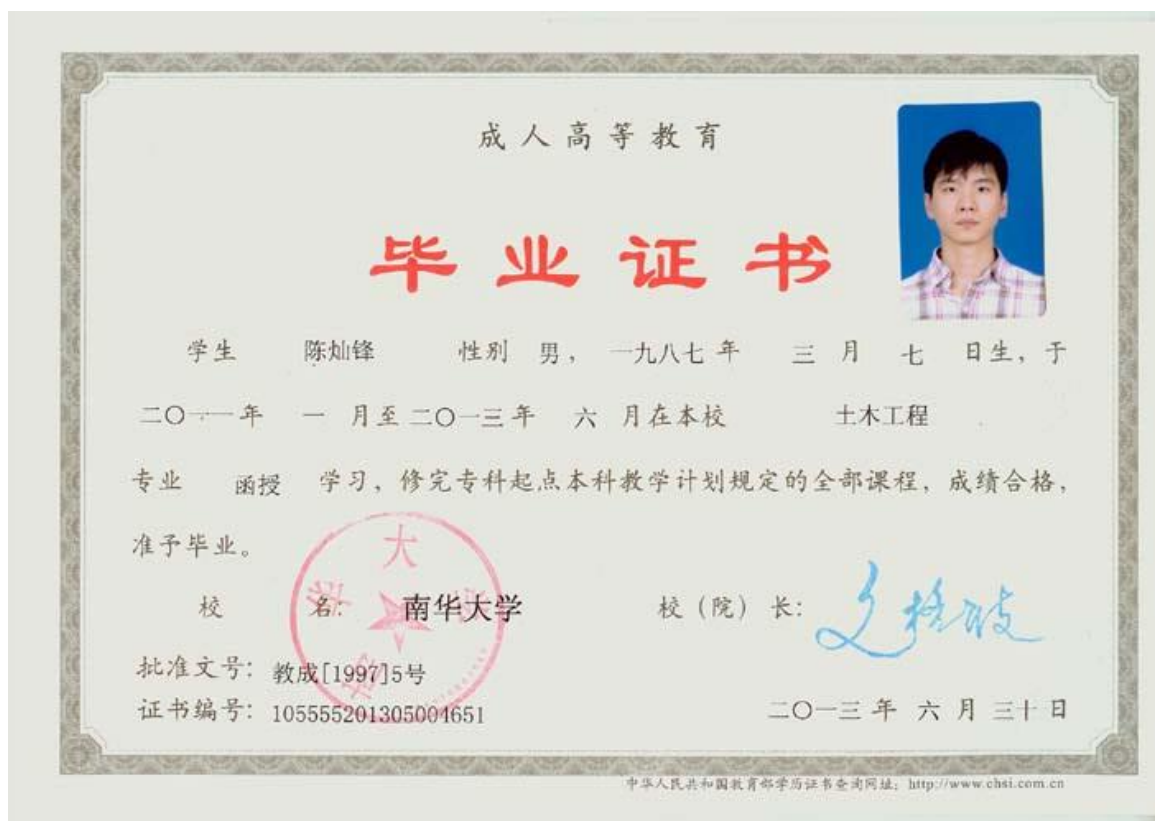 成人高等教育
毕业证书
学生 陈灿锋 性别 男, 一九八七年 三 月 七 日生, 于
二〇一一年 一 月至二〇一三年 六 月在本校 土木工程
专业 函授 学习, 修完专科起点本科教学计划规定的全部课程, 成绩合格,
准予毕业。
校 名: 南华大学 校(院)长:
南华大学
批准文号: 教成[1997]5号
证书编号: 105555201305004651 二〇一三年 六 月 三十 日
中华人民共和国教育部学历证书查询网址: http://www.chsi.com.cn